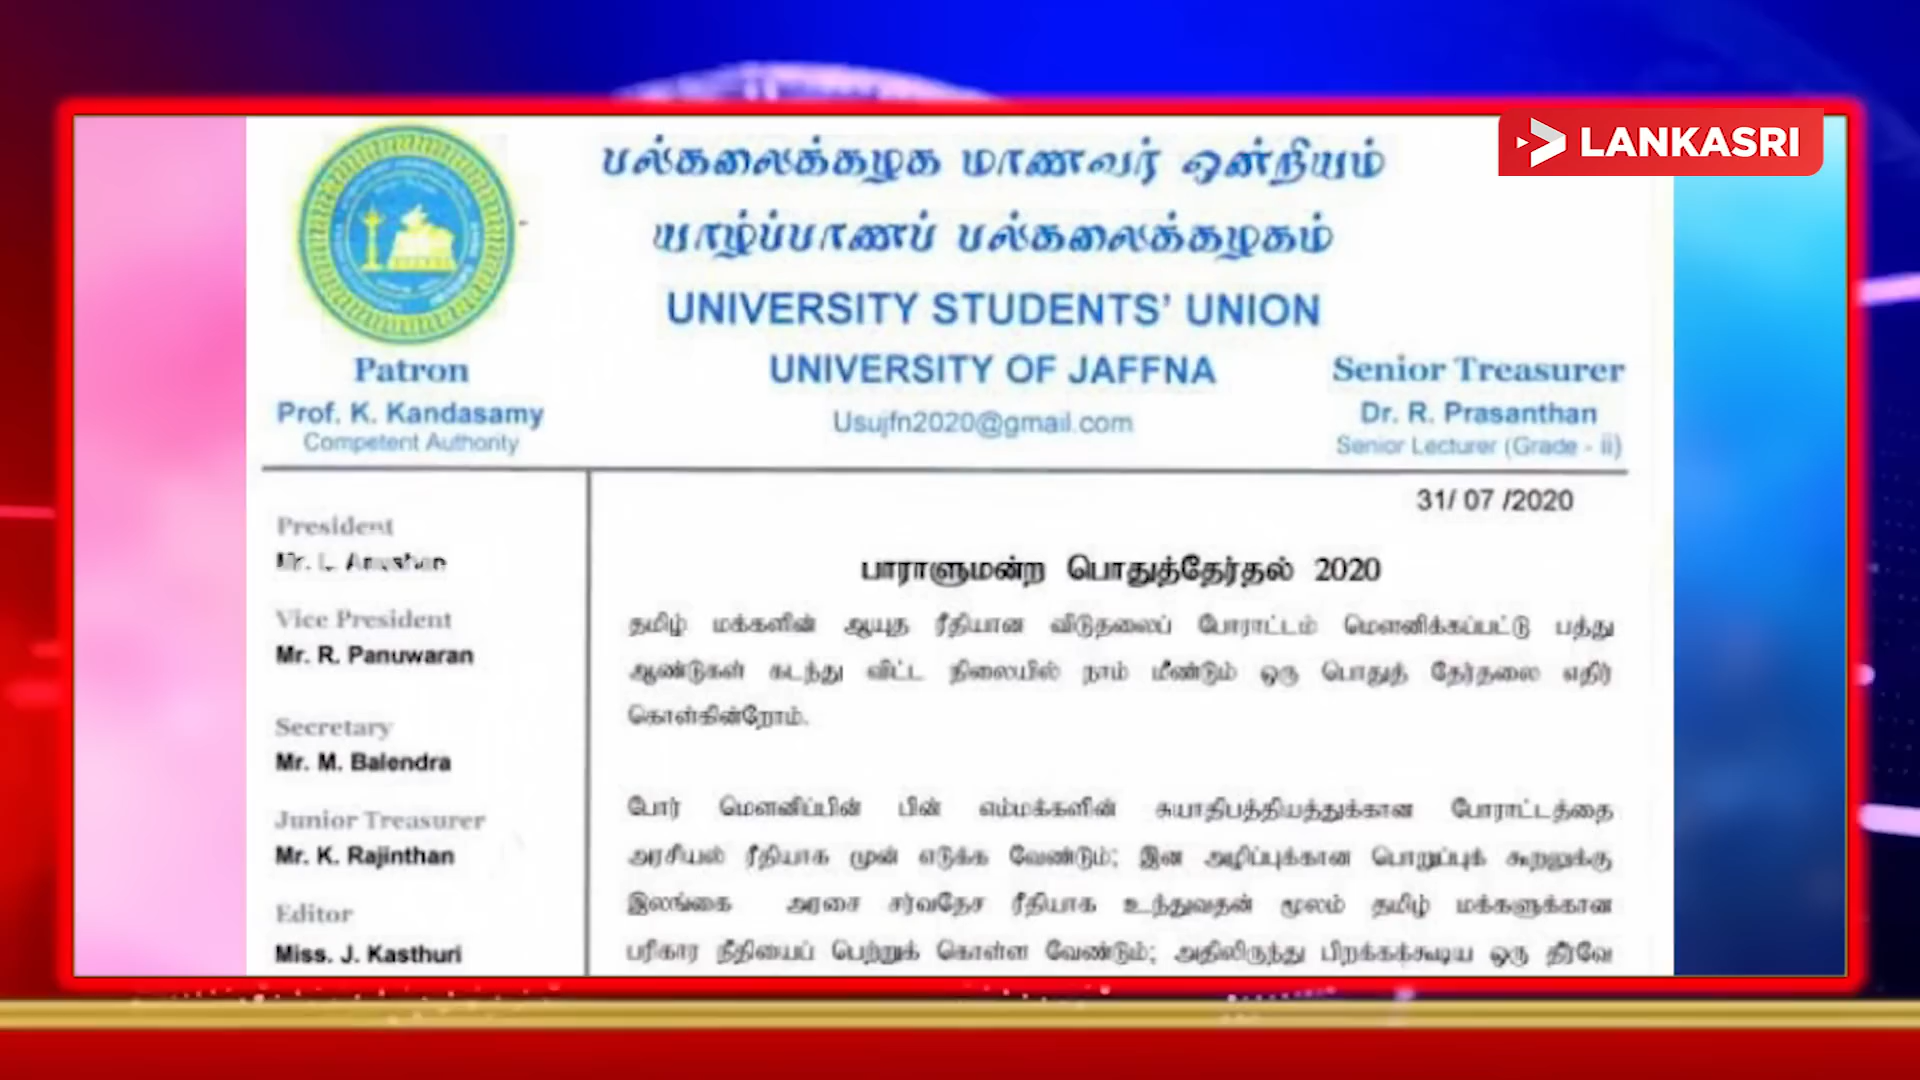 LANKASRI
பல்கலைக்கழக மாணவர் ஒன்றியம்
யாழ்ப்பாணப் பல்கலைக்கழகம்
UNIVERSITY STUDENTS’ UNION
UNIVERSITY OF JAFFNA
Usujfn2020@gmail.com
Patron
Prof. K. Kandasamy
Competent Authority
Senior Treasurer
Dr. R. Prasanthan
Senior Lecturer (Grade - ii)
31/ 07 /2020
President
Mr. L. Anushan
Vice President
Mr. R. Panuwaran
Secretary
Mr. M. Balendra
Junior Treasurer
Mr. K. Rajinthan
Editor
Miss. J. Kasthuri
பாராளுமன்ற பொதுத்தேர்தல் 2020
தமிழ் மக்களின் ஆயுத ரீதியான விடுதலைப் போராட்டம் மௌனிக்கப்பட்டு பத்து
ஆண்டுகள் கடந்து விட்ட நிலையில் நாம் மீண்டும் ஒரு பொதுத் தேர்தலை எதிர்
கொள்கின்றோம்.
போர் மௌனிப்பின் பின் எம்மக்களின் சுயாதிபத்தியத்துக்கான போராட்டத்தை
அரசியல் ரீதியாக முன் எடுக்க வேண்டும்; இன அழிப்புக்கான பொறுப்புக் கூறலுக்கு
இலங்கை அரசை சர்வதேச ரீதியாக உந்துவதன் மூலம் தமிழ் மக்களுக்கான
பரிகார நீதியைப் பெற்றுக் கொள்ள வேண்டும்; அதிலிருந்து பிறக்கக்கூடிய ஒரு தீர்வே